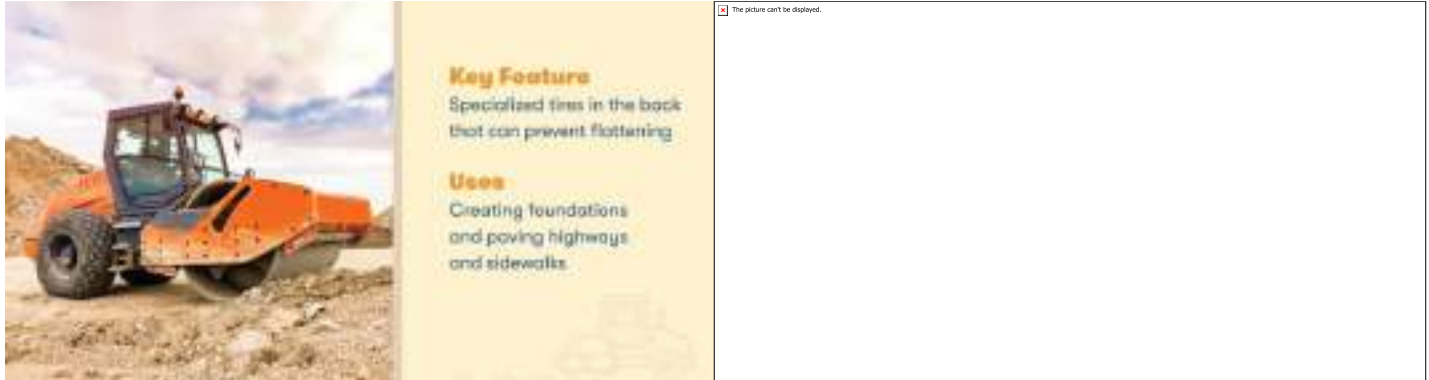 Key Feature
Specialized tires in the back
that can prevent flattening
Uses
Creating foundations
and paving highways
and sidewalks
The picture can't be displayed.